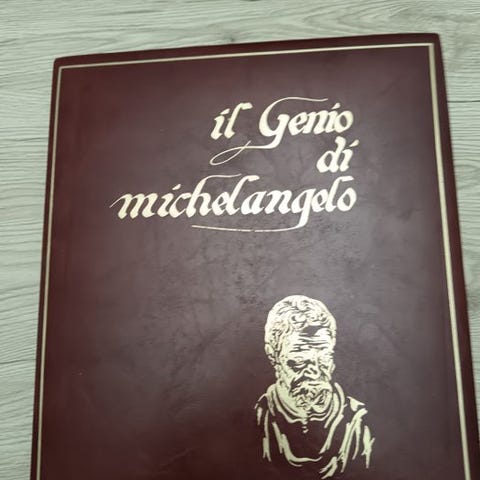 il Genio
di
michelangelo